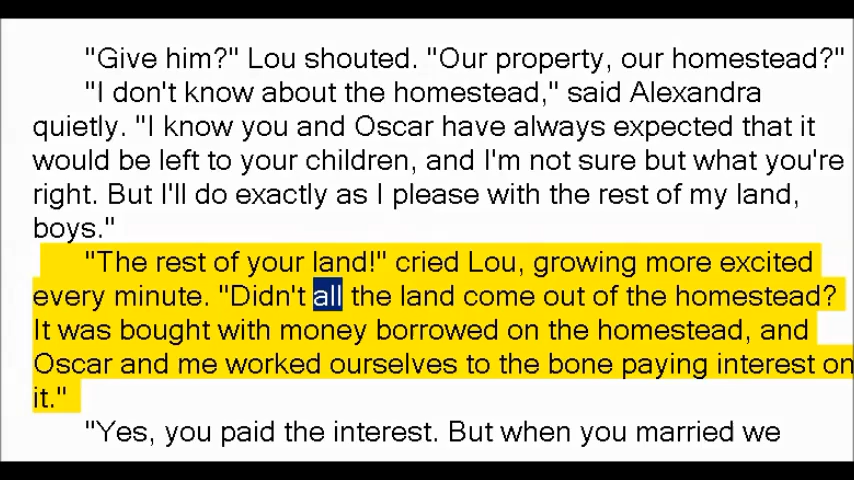 "Give him?" Lou shouted. "Our property, our homestead?"
"I don't know about the homestead," said Alexandra
quietly. "I know you and Oscar have always expected that it
would be left to your children, and I'm not sure but what you're
right. But I'll do exactly as I please with the rest of my land,
boys."
"The rest of your land!" cried Lou, growing more excited
every minute. "Didn't all the land come out of the homestead?
It was bought with money borrowed on the homestead, and
Oscar and me worked ourselves to the bone paying interest on
it."
"Yes, you paid the interest. But when you married we